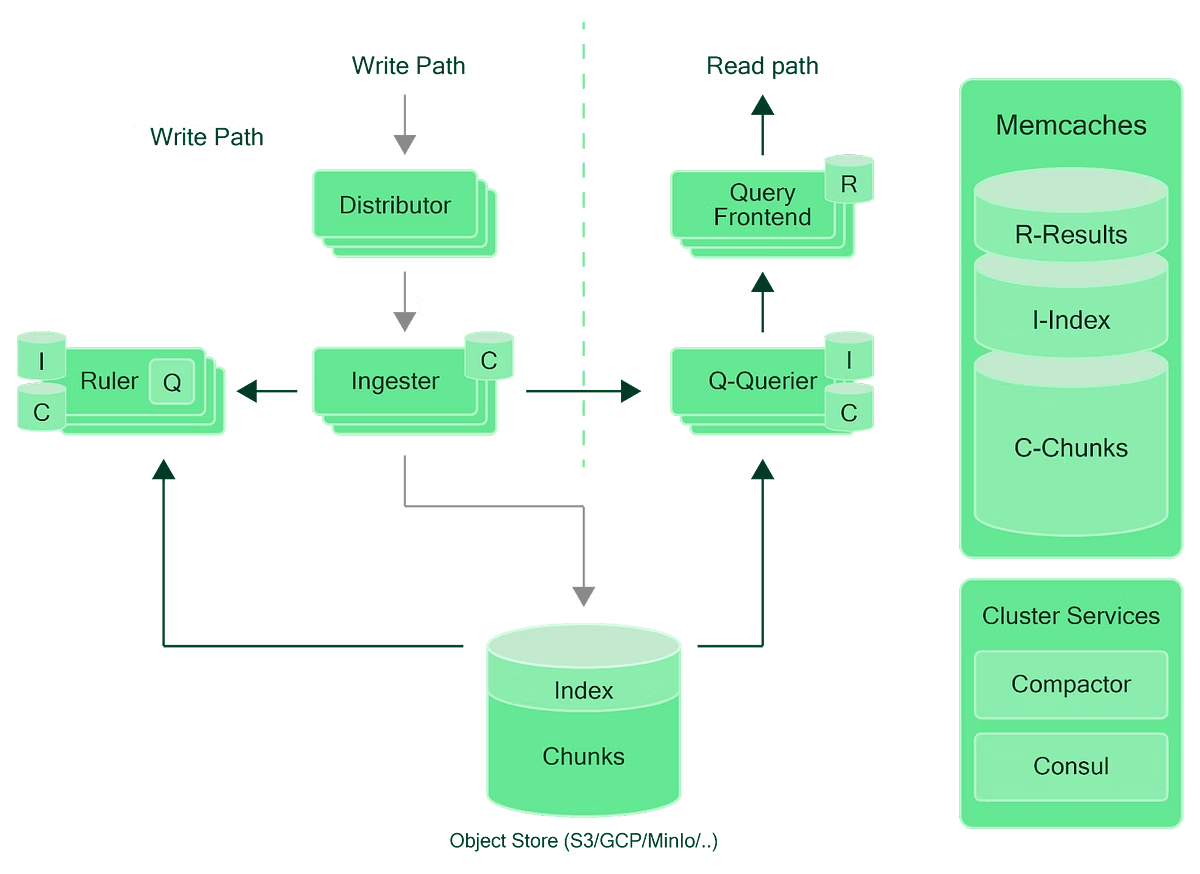 Write Path
Read path
Write Path
Memcaches
Distributor
Query
Frontend
R
R-Results
I-Index
I
Ruler
Q
C
Ingester
C
Q-Querier
I
C
C-Chunks
Index
Chunks
Object Store (S3/GCP/MinIo/..)
Cluster Services
Compactor
Consul